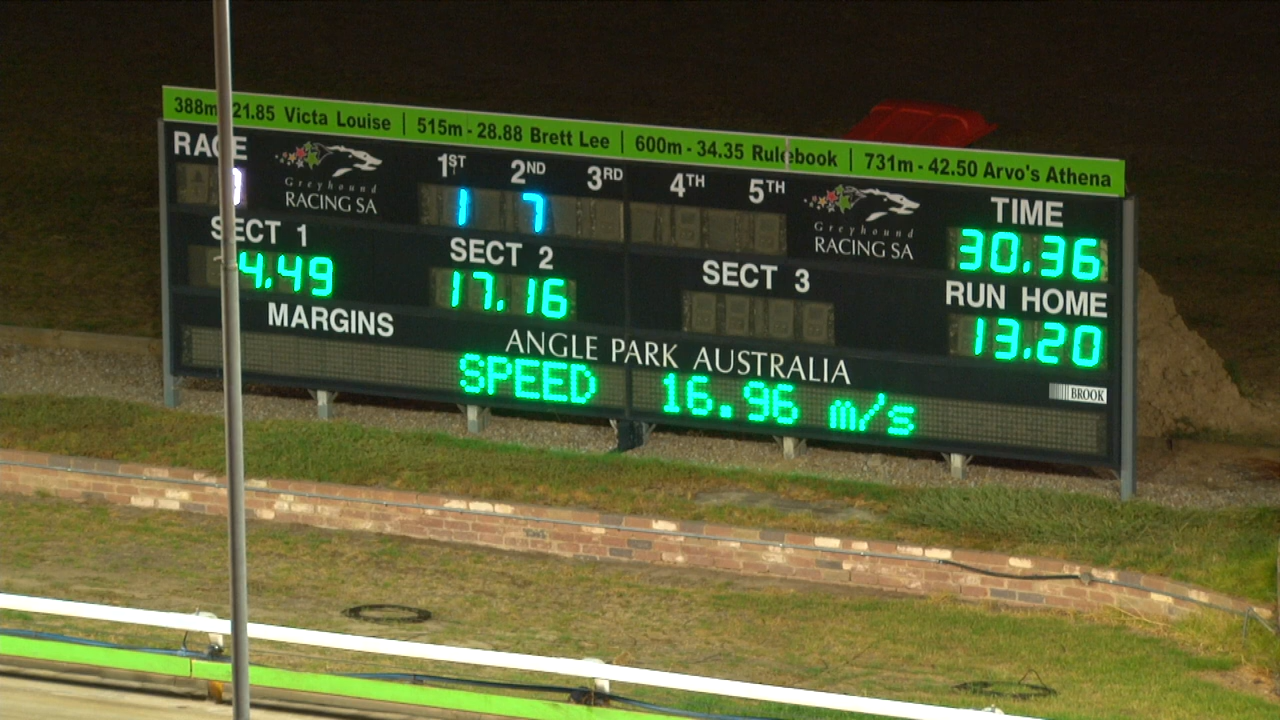 388m 21.85 Victa Louise | 515m - 28.88 Brett Lee | 600m - 34.35 Rulebook | 731m - 42.50 Arvo's Athena
RACE
Greyhound
RACING SA
1ST 2ND 3RD 4TH 5TH
1 7
Greyhound
RACING SA
TIME
30.36
SECT 1
4.49
SECT 2
17.16
SECT 3
RUN HOME
13.20
MARGINS
ANGLE PARK AUSTRALIA
SPEED 16.96 m/s
BROOK